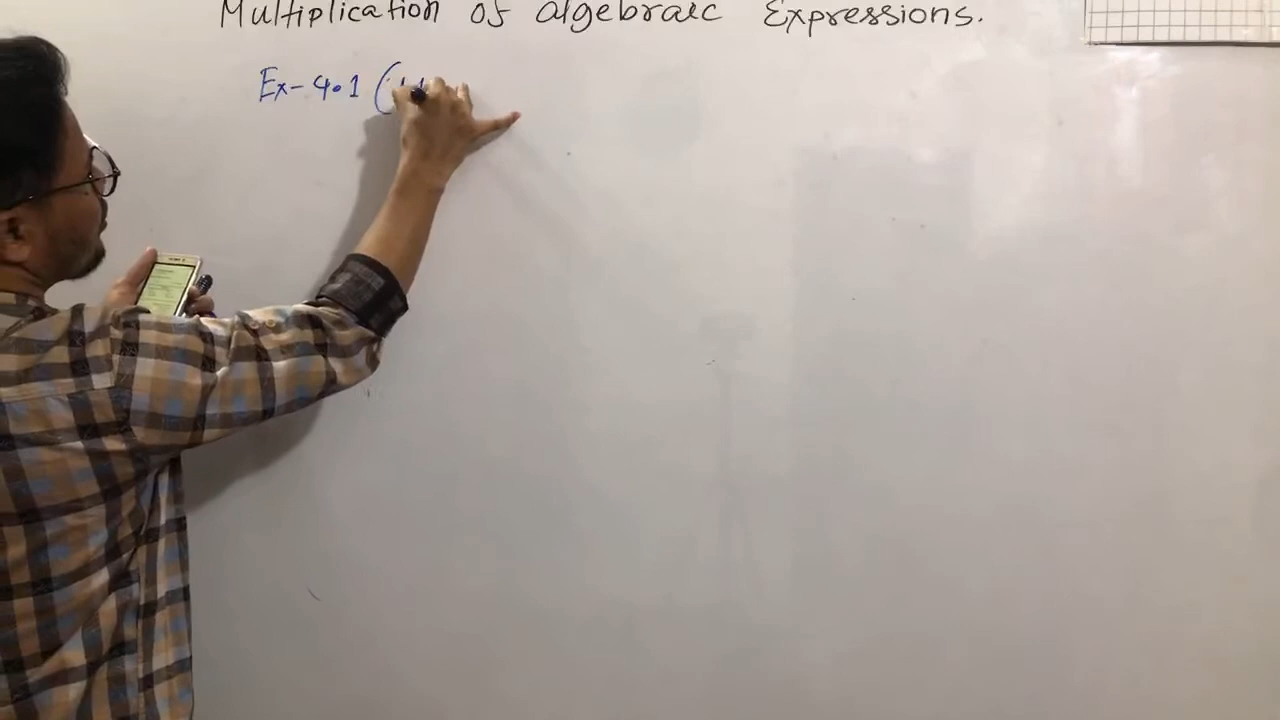 Multiplication of algebraic Expressions.
Ex-4.1 (